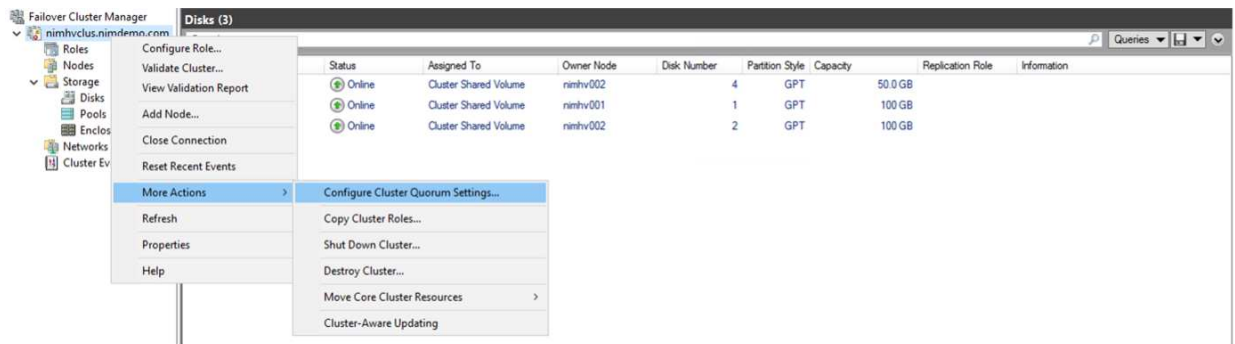 Failover Cluster Manager
nimhvclus.nimdemo.com
Roles
Nodes
Storage
Disks
Pools
Enclos
Networks
Cluster Ev
Configure Role...
Validate Cluster...
View Validation Report
Add Node...
Close Connection
Reset Recent Events
More Actions >
Refresh
Properties
Help
Configure Cluster Quorum Settings...
Copy Cluster Roles...
Shut Down Cluster...
Destroy Cluster...
Move Core Cluster Resources >
Cluster-Aware Updating
Disks (3)
Queries
Status Assigned To Owner Node Disk Number Partition Style Capacity Replication Role Information
Online Cluster Shared Volume nimhv002 4 GPT 50.0 GB
Online Cluster Shared Volume nimhv001 1 GPT 100 GB
Online Cluster Shared Volume nimhv002 2 GPT 100 GB